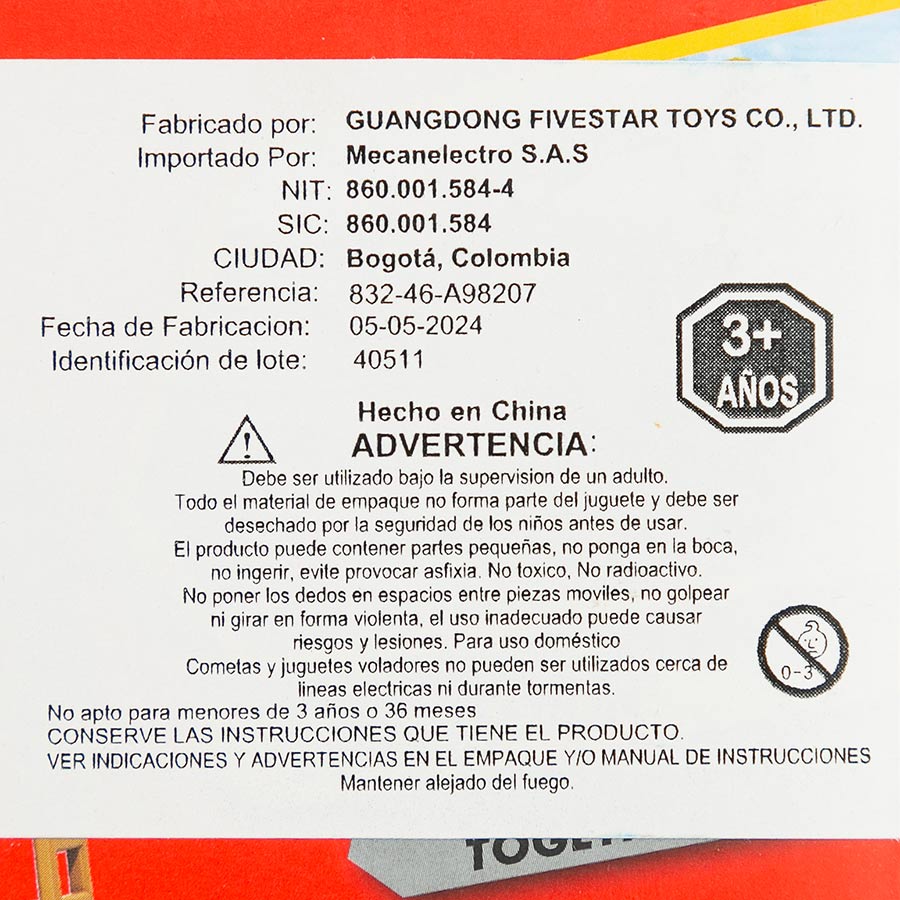 Fabricado por: GUANGDONG FIVESTAR TOYS CO., LTD.
Importado Por: Mecanelectro S.A.S
NIT: 860.001.584-4
SIC: 860.001.584
CIUDAD: Bogotá, Colombia
Referencia: 832-46-A98207
Fecha de Fabricacion: 05-05-2024
Identificación de lote: 40511
3+
AÑOS
Hecho en China
ADVERTENCIA:
Debe ser utilizado bajo la supervision de un adulto.
Todo el material de empaque no forma parte del juguete y debe ser
desechado por la seguridad de los niños antes de usar.
El producto puede contener partes pequeñas, no ponga en la boca,
no ingerir, evite provocar asfixia. No toxico, No radioactivo.
No poner los dedos en espacios entre piezas moviles, no golpear
ni girar en forma violenta, el uso inadecuado puede causar
riesgos y lesiones. Para uso doméstico
Cometas y juguetes voladores no pueden ser utilizados cerca de
lineas electricas ni durante tormentas.
0-3
No apto para menores de 3 años o 36 meses
CONSERVE LAS INSTRUCCIONES QUE TIENE EL PRODUCTO.
VER INDICACIONES Y ADVERTENCIAS EN EL EMPAQUE Y/O MANUAL DE INSTRUCCIONES
Mantener alejado del fuego.